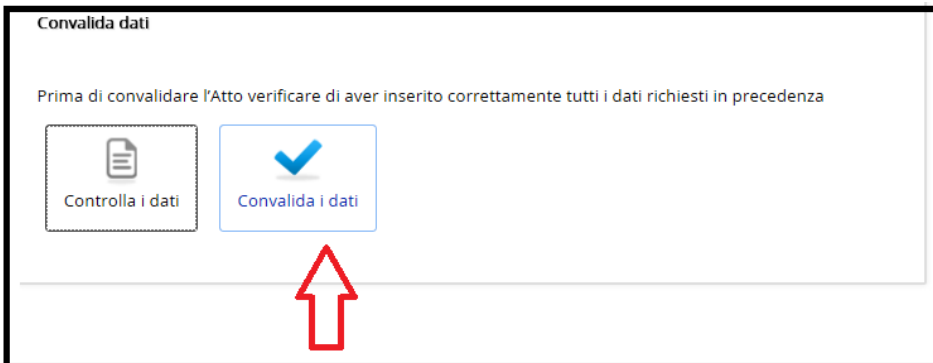 Convalida dati
Prima di convalidare l'Atto verificare di aver inserito correttamente tutti i dati richiesti in precedenza
Controlla i dati
Convalida i dati